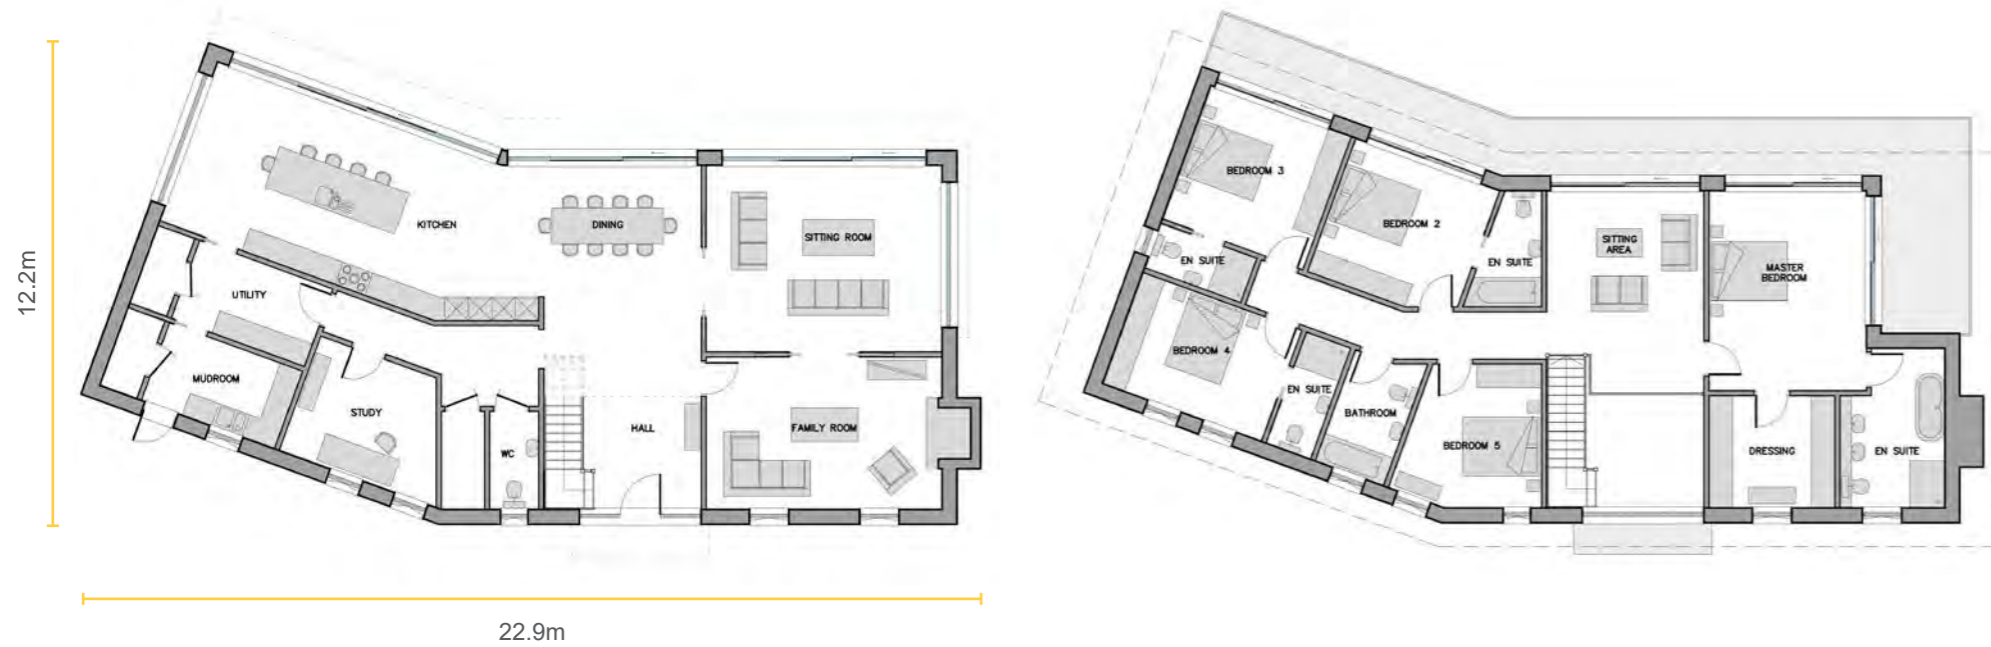 12.2m
KITCHEN
DINING
SITTING ROOM
UTILITY
MUDROOM
STUDY
WC
HALL
FAMILY ROOM
22.9m
BEDROOM 3
BEDROOM 2
EN SUITE
EN SUITE
SITTING
AREA
MASTER
BEDROOM
BEDROOM 4
EN SUITE
BATHROOM
BEDROOM 5
DRESSING
EN SUITE